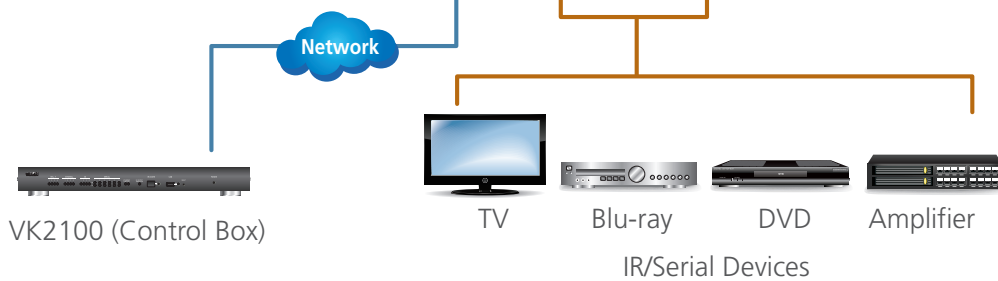 Network
VK2100 (Control Box)
TV
Blu-ray
DVD
Amplifier
IR/Serial Devices